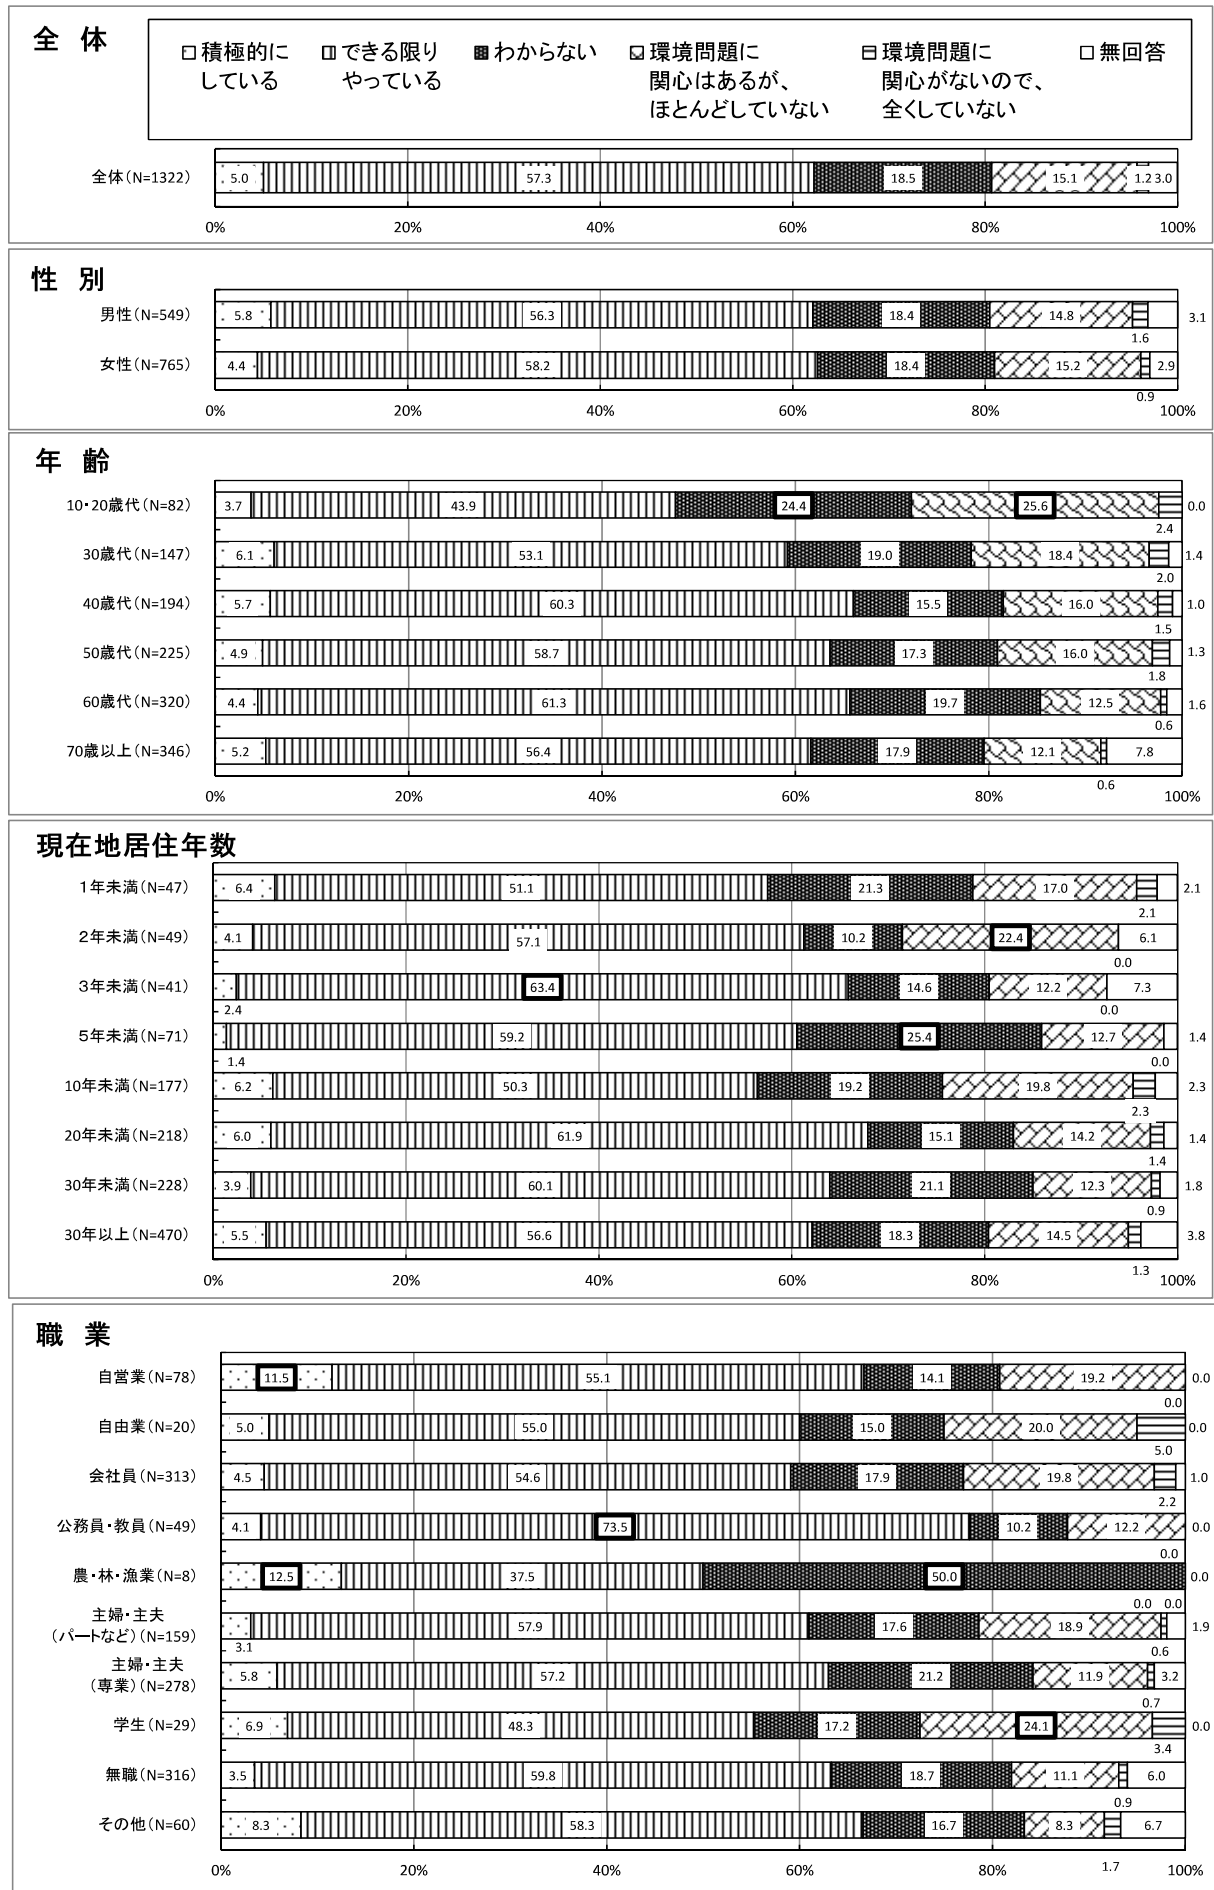 全 体
積極的に
している
できる限り
やっている
わからない
環境問題に
関心はあるが、
ほとんどしていない
環境問題に
関心がないので、
全くしていない
無回答
全体(N=1322) 5.0 57.3 18.5 15.1 1.2 3.0
0% 20% 40% 60% 80% 100%
性 別
男性(N=549) 5.8 56.3 18.4 14.8 3.1
1.6
女性(N=765) 4.4 58.2 18.4 15.2 2.9
0.9
0% 20% 40% 60% 80% 100%
年 齢
10・20歳代(N=82) 3.7 43.9 24.4 25.6 0.0
2.4
30歳代(N=147) 6.1 53.1 19.0 18.4 1.4
2.0
40歳代(N=194) 5.7 60.3 15.5 16.0 1.0
1.5
50歳代(N=225) 4.9 58.7 17.3 16.0 1.3
1.8
60歳代(N=320) 4.4 61.3 19.7 12.5 1.6
0.6
70歳以上(N=346) 5.2 56.4 17.9 12.1 7.8
0.6
0% 20% 40% 60% 80% 100%
現在地居住年数
1年未満(N=47) 6.4 51.1 21.3 17.0 2.1
2.1
2年未満(N=49) 4.1 57.1 10.2 22.4 6.1
0.0
3年未満(N=41) 63.4 14.6 12.2 7.3
2.4 0.0
5年未満(N=71) 59.2 25.4 12.7 1.4
1.4 0.0
10年未満(N=177) 6.2 50.3 19.2 19.8 2.3
2.3
20年未満(N=218) 6.0 61.9 15.1 14.2 1.4
1.4
30年未満(N=228) 3.9 60.1 21.1 12.3 1.8
0.9
30年以上(N=470) 5.5 56.6 18.3 14.5 3.8
1.3
0% 20% 40% 60% 80% 100%
職 業
自営業(N=78) 11.5 55.1 14.1 19.2 0.0
0.0
自由業(N=20) 5.0 55.0 15.0 20.0 0.0
5.0
会社員(N=313) 4.5 54.6 17.9 19.8 1.0
2.2
公務員・教員(N=49) 4.1 73.5 10.2 12.2 0.0
0.0
農・林・漁業(N=8) 12.5 37.5 50.0 0.0
0.0 0.0
主婦・主夫
(パートなど)(N=159) 57.9 17.6 18.9 1.9
3.1 0.6
主婦・主夫
(専業)(N=278) 5.8 57.2 21.2 11.9 3.2
0.7
学生(N=29) 6.9 48.3 17.2 24.1 0.0
3.4
無職(N=316) 3.5 59.8 18.7 11.1 6.0
0.9
その他(N=60) 8.3 58.3 16.7 8.3 6.7
1.7
0% 20% 40% 60% 80% 100%